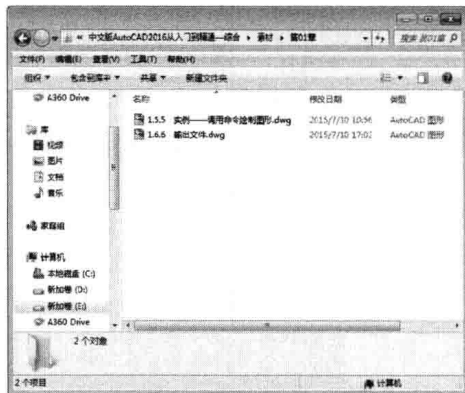 « 中文版AutoCAD2016从入门到精通—综合 ▸ 素材 ▸ 第01章
搜索 第01章
文件(F) 编辑(E) 查看(V) 工具(T) 帮助(H)
组织 包含到库中 共享 新建文件夹
A360 Drive
名称 修改日期 类型
1.5.5 实例——调用命令绘制图形.dwg 2015/7/10 10:56 AutoCAD 图形
1.6.6 输出文件.dwg 2015/7/10 17:02 AutoCAD 图形
库
视频
图片
文档
音乐
家庭组
计算机
本地磁盘 (C:)
新加卷 (D:)
新加卷 (E:)
A360 Drive
2 个对象
2 个项目 计算机